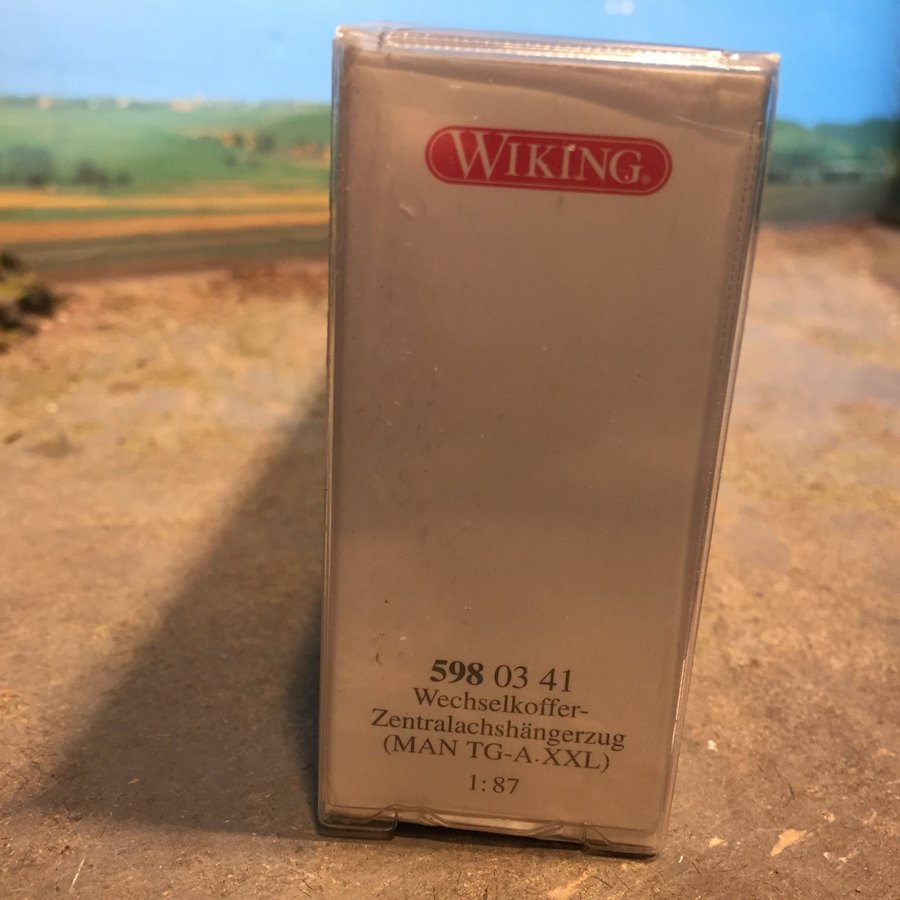 WIKING®
598 03 41
Wechselkoffer-
Zentralachshängerzug
(MAN TG-A.XXL)
1:87